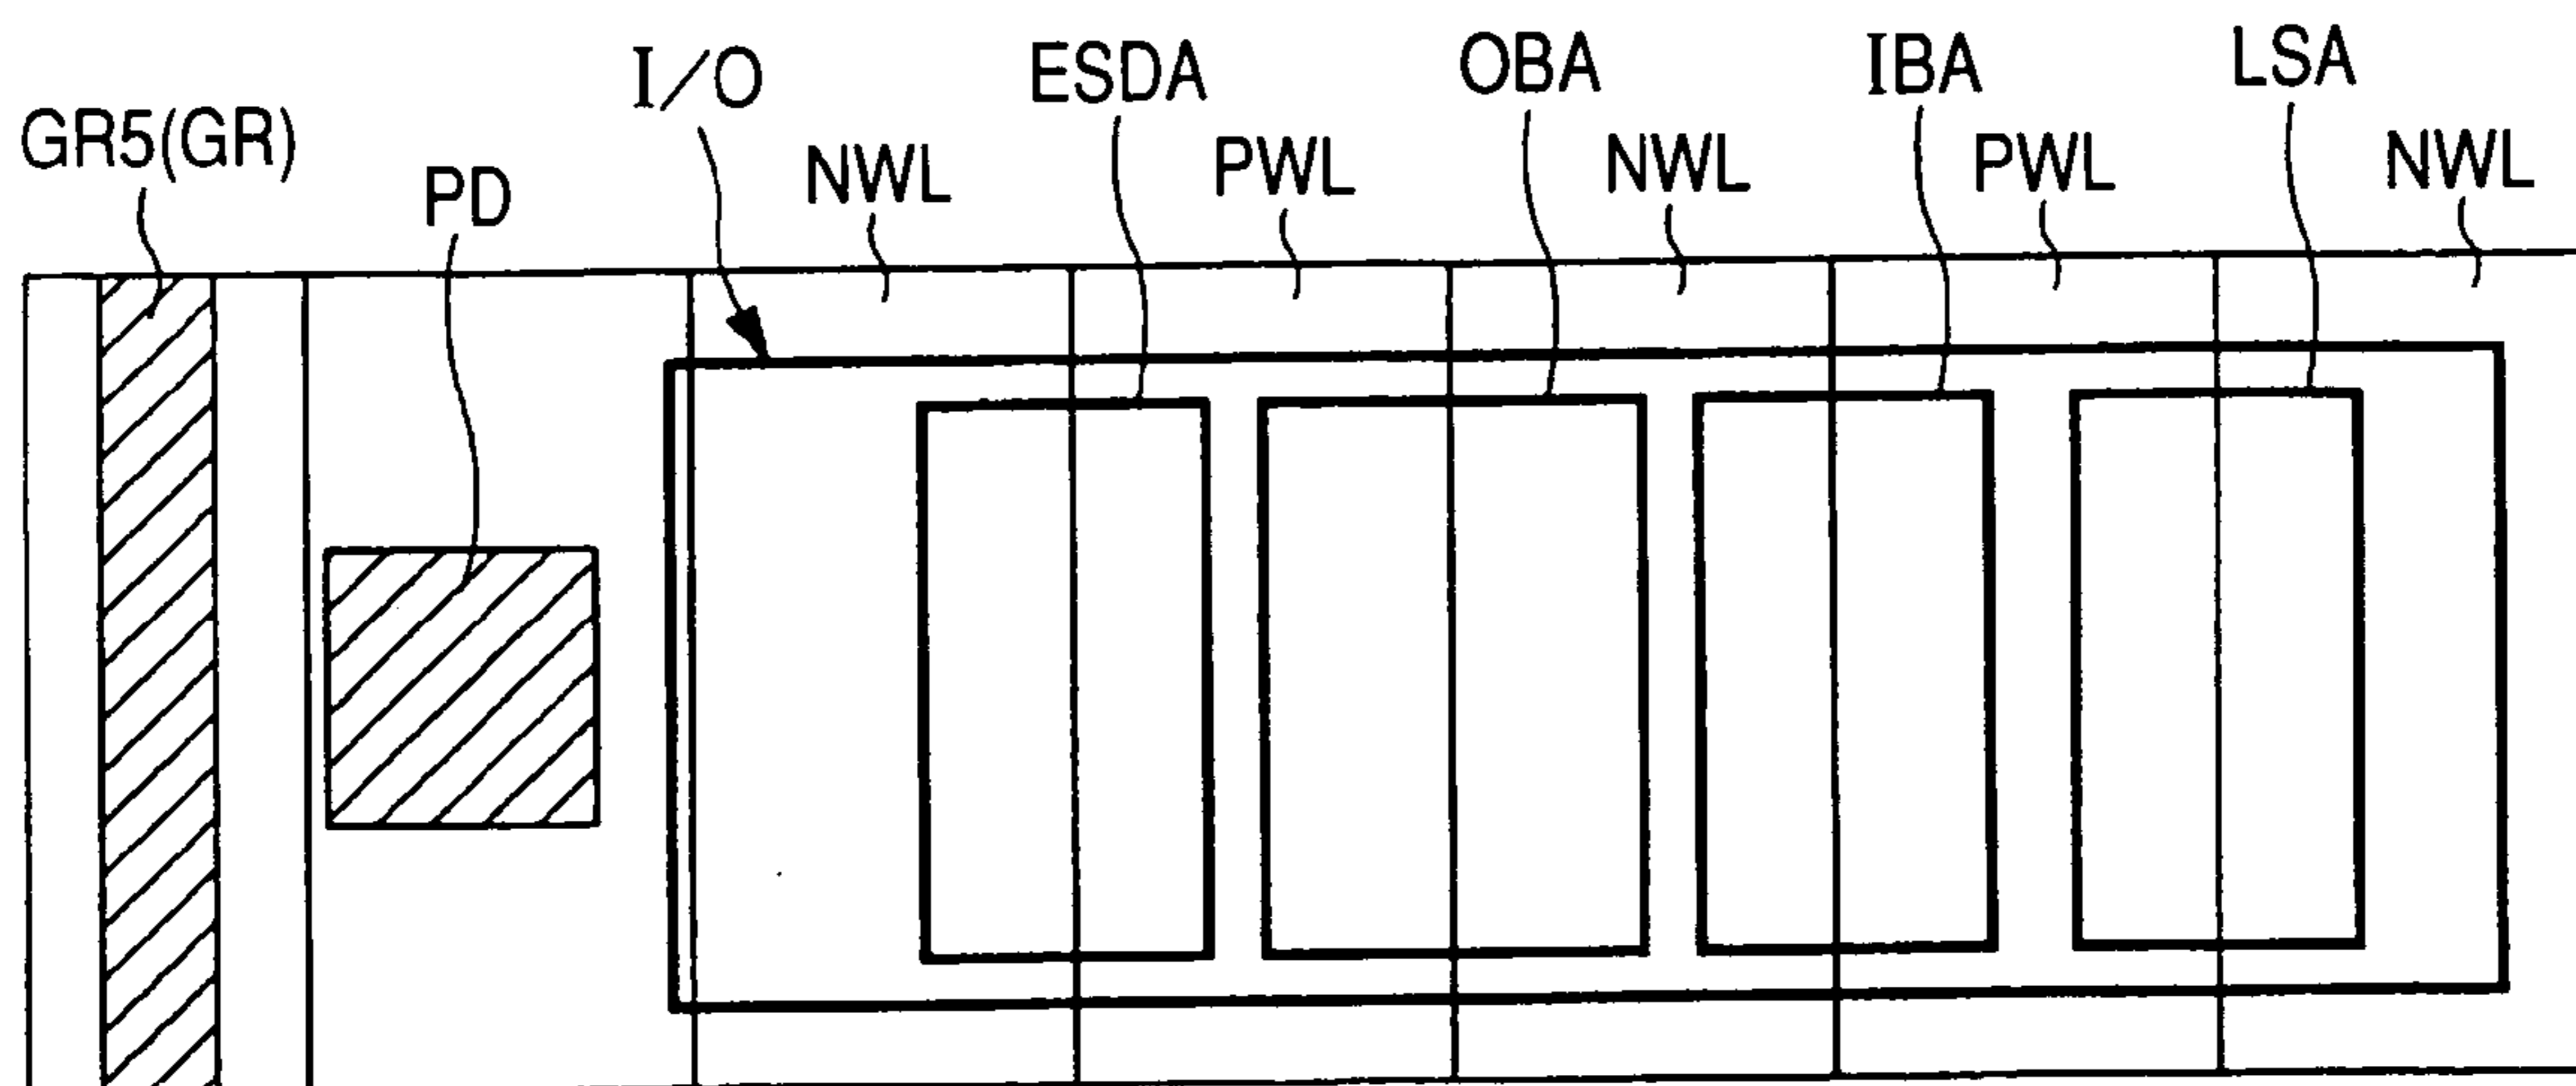 GR5(GR)
PD
I/O
NWL
ESDA
PWL
OBA
NWL
IBA
PWL
LSA
NWL